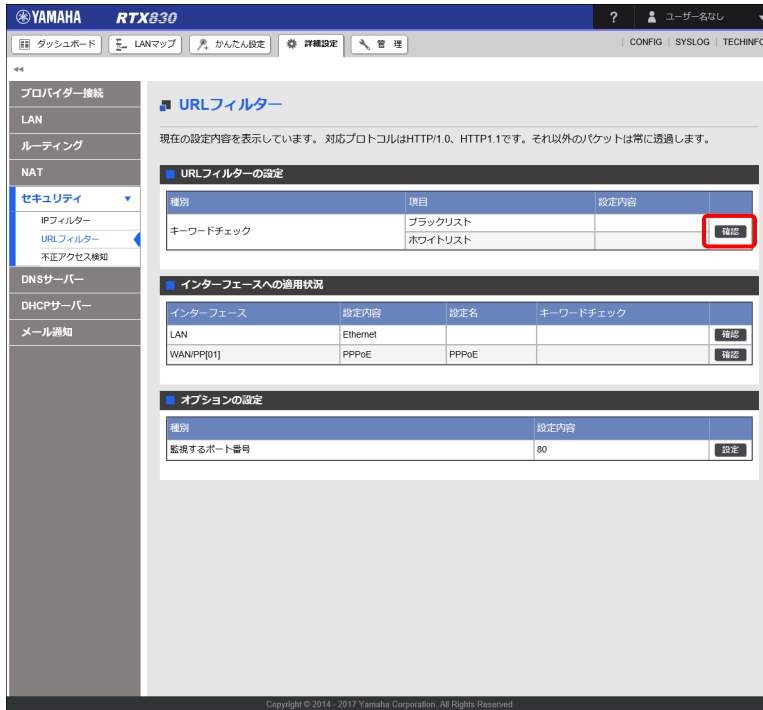 YAMAHA RTX830 ? ユーザー名なし
ダッシュボード LANマップ かんたん設定 詳細設定 管 理 CONFIG SYSLOG TECHINFO
プロバイダー接続
LAN
ルーティング
NAT
セキュリティ
IPフィルター
URLフィルター
不正アクセス検知
DNSサーバー
DHCPサーバー
メール通知
URLフィルター
現在の設定内容を表示しています。 対応プロトコルはHTTP/1.0、HTTP1.1です。それ以外のパケットは常に透過します。
URLフィルターの設定
種別 項目 設定内容
キーワードチェック ブラックリスト 確認
ホワイトリスト
インターフェースへの適用状況
インターフェース 設定内容 設定名 キーワードチェック
LAN Ethernet 確認
WAN/PP[01] PPPoE PPPoE 確認
オプションの設定
種別 設定内容
監視するポート番号 80 設定
Copyright © 2014 - 2017 Yamaha Corporation. All Rights Reserved.